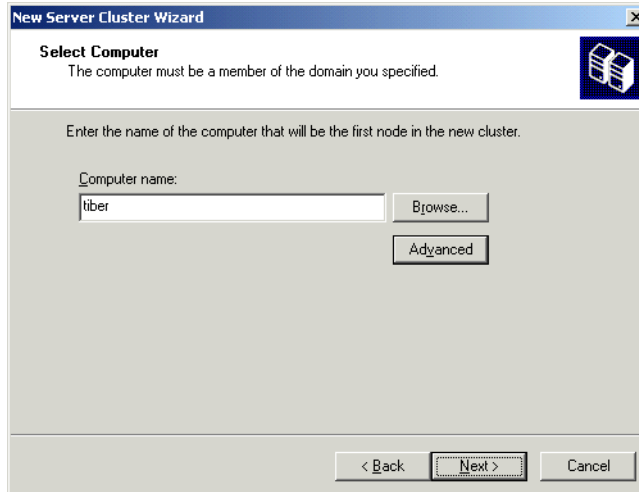 New Server Cluster Wizard
Select Computer
The computer must be a member of the domain you specified.
Enter the name of the computer that will be the first node in the new cluster.
Computer name:
tiber
Browse...
Advanced
< Back
Next >
Cancel